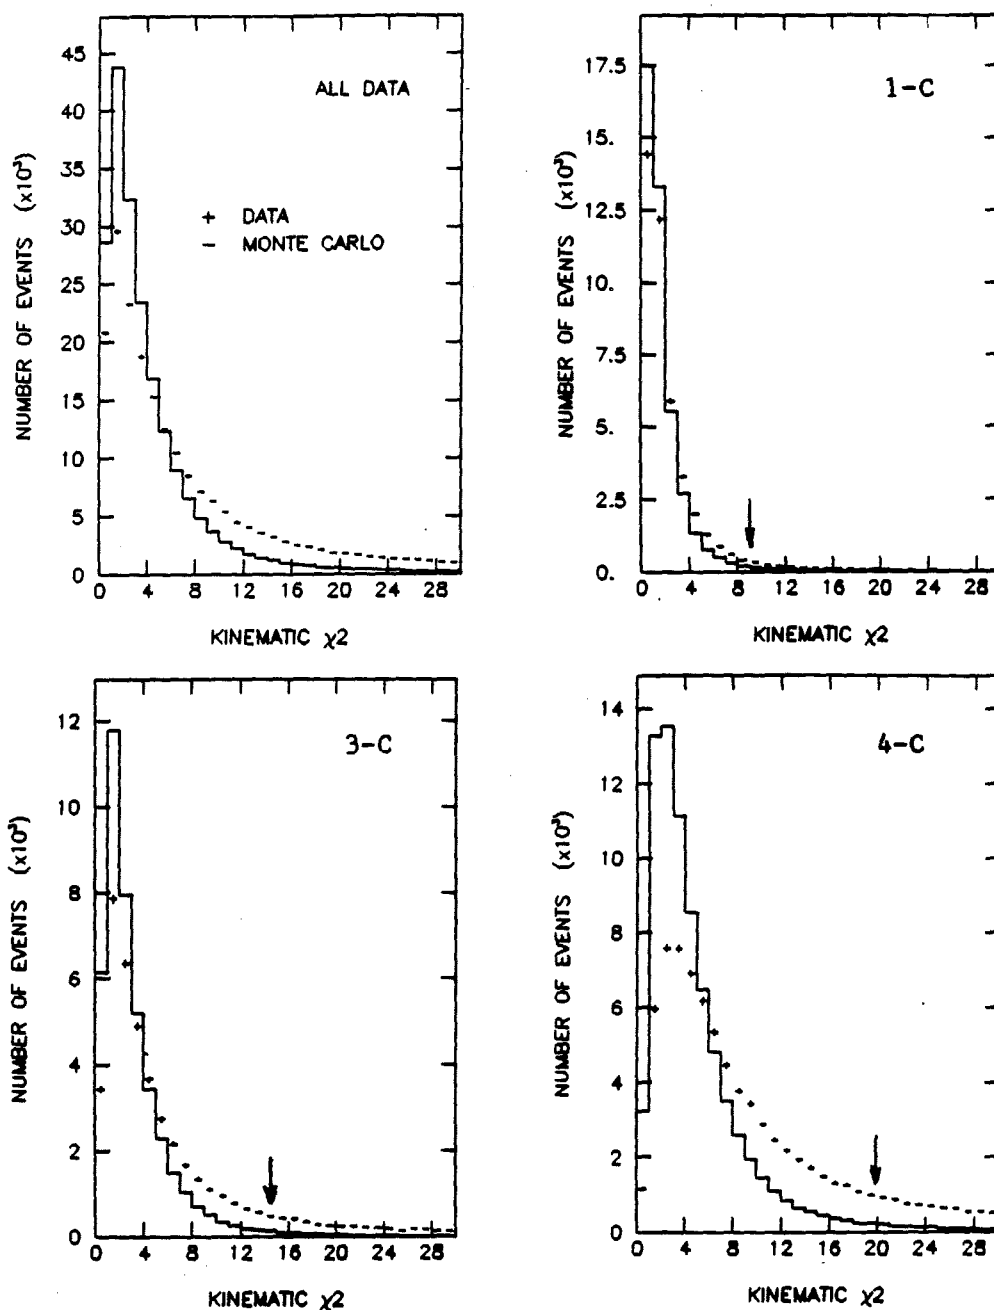 ALL DATA
+ DATA
- MONTE CARLO
NUMBER OF EVENTS (x10³)
45
40
35
30
25
20
15
10
5
0
0 4 8 12 16 20 24 28
KINEMATIC χ2
1-C
NUMBER OF EVENTS (x10³)
17.5
15.
12.5
10.
7.5
5.
2.5
0.
0 4 8 12 16 20 24 28
KINEMATIC χ2
3-C
NUMBER OF EVENTS (x10³)
12
10
8
6
4
2
0
0 4 8 12 16 20 24 28
KINEMATIC χ2
4-C
NUMBER OF EVENTS (x10³)
14
12
10
8
6
4
2
0
0 4 8 12 16 20 24 28
KINEMATIC χ2